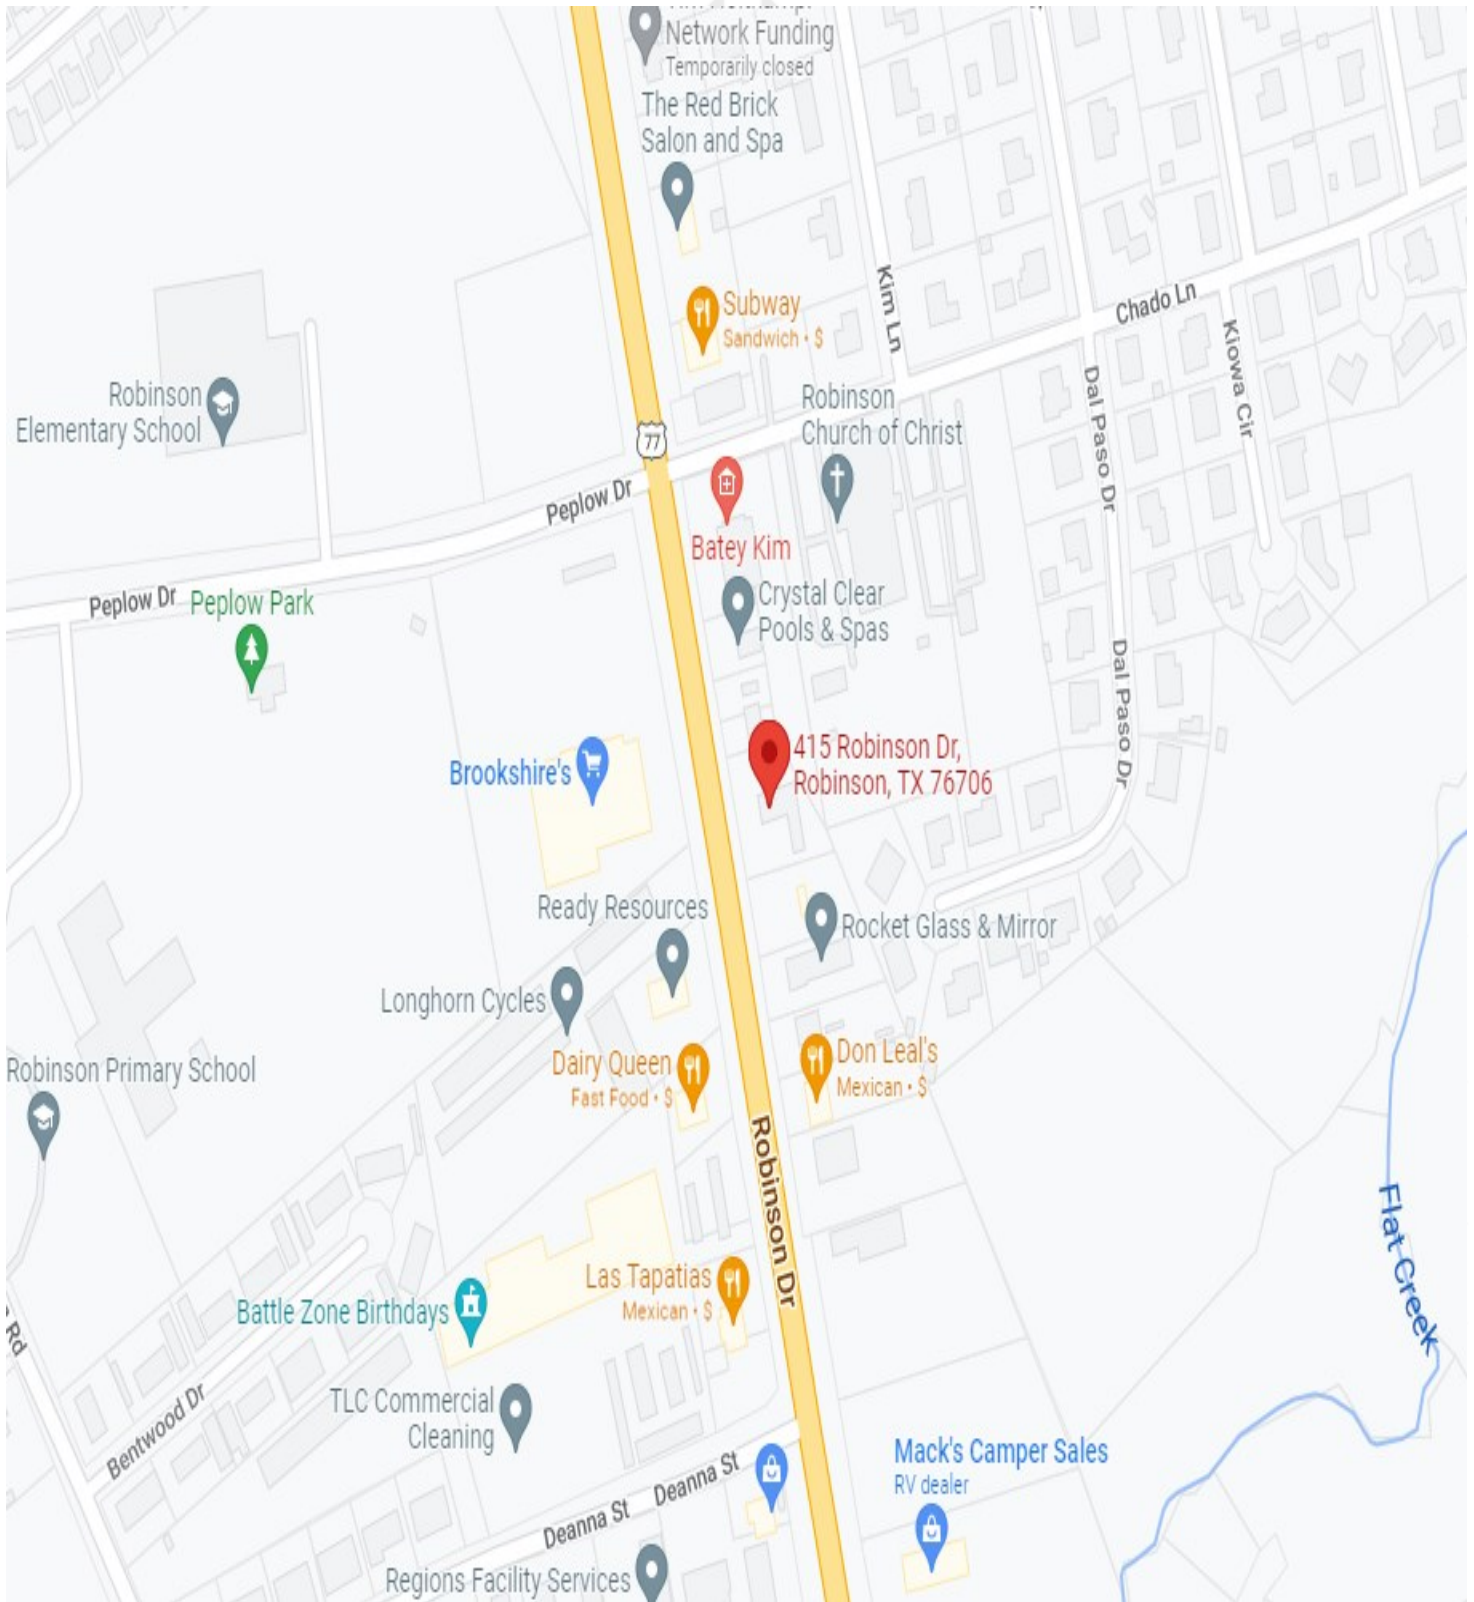 Network Funding
Temporarily closed
The Red Brick
Salon and Spa
Subway
Sandwich • $
Kim Ln
Chado Ln
Kiowa Cir
Dal Paso Dr
Robinson
Elementary School
Robinson
Church of Christ
77
Peplow Dr
Batey Kim
Peplow Dr
Peplow Park
Crystal Clear
Pools & Spas
Dal Paso Dr
415 Robinson Dr,
Robinson, TX 76706
Brookshire's
Ready Resources
Rocket Glass & Mirror
Longhorn Cycles
Robinson Primary School
Dairy Queen
Fast Food • $
Don Leal's
Mexican • $
Robinson Dr
Flat Creek
Las Tapatias
Mexican • $
Battle Zone Birthdays
Rd
Bentwood Dr
TLC Commercial
Cleaning
Mack's Camper Sales
RV dealer
Deanna St
Deanna St
Regions Facility Services